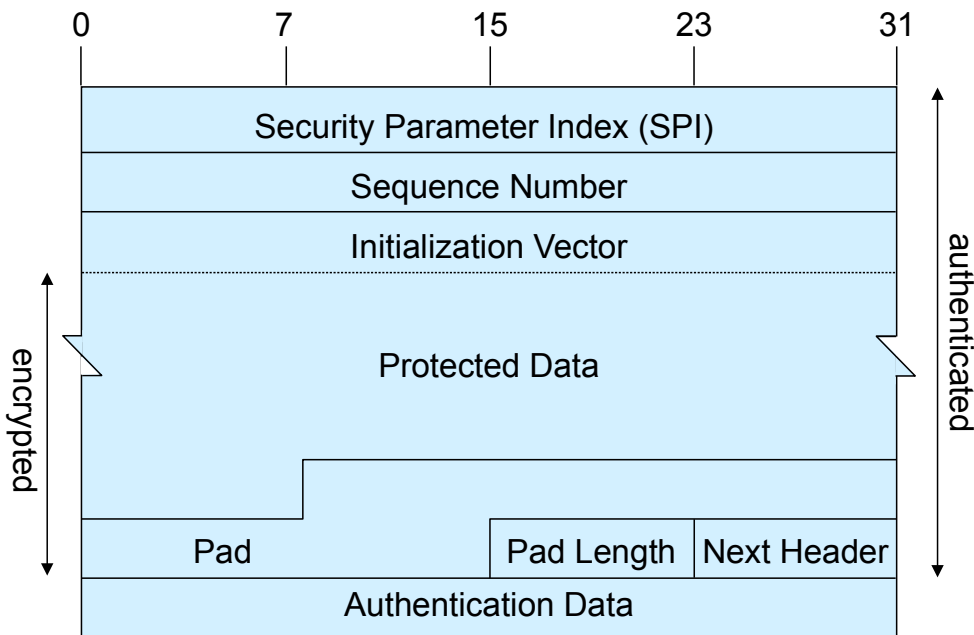 0 7 15 23 31
Security Parameter Index (SPI)
Sequence Number
Initialization Vector
authenticated
encrypted
Protected Data
Pad
Pad Length
Next Header
Authentication Data